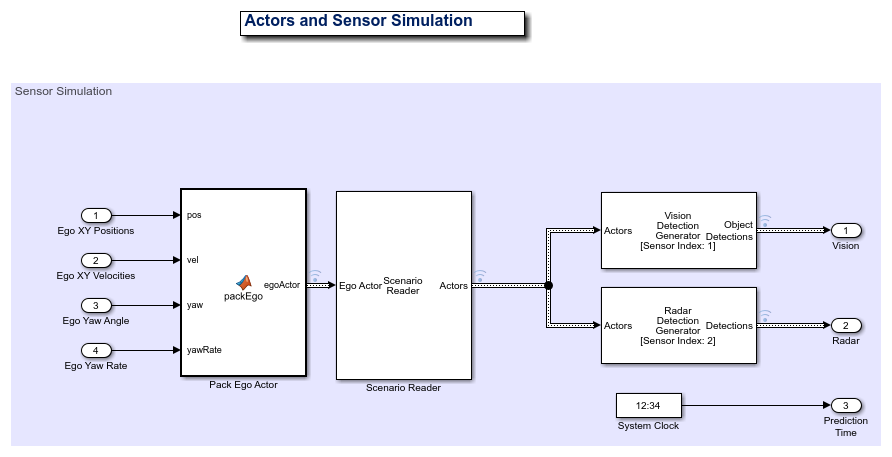 Actors and Sensor Simulation
Sensor Simulation
1
Ego XY Positions
2
Ego XY Velocities
3
Ego Yaw Angle
4
Ego Yaw Rate
pos
vel
yaw
yawRate
packEgo
egoActor
Pack Ego Actor
Ego Actor
Scenario
Reader
Actors
Scenario Reader
Actors
Vision
Detection
Generator
[Sensor Index: 1]
Object
Detections
1
Vision
Actors
Radar
Detection
Generator
[Sensor Index: 2]
Detections
2
Radar
12:34
System Clock
3
Prediction
Time